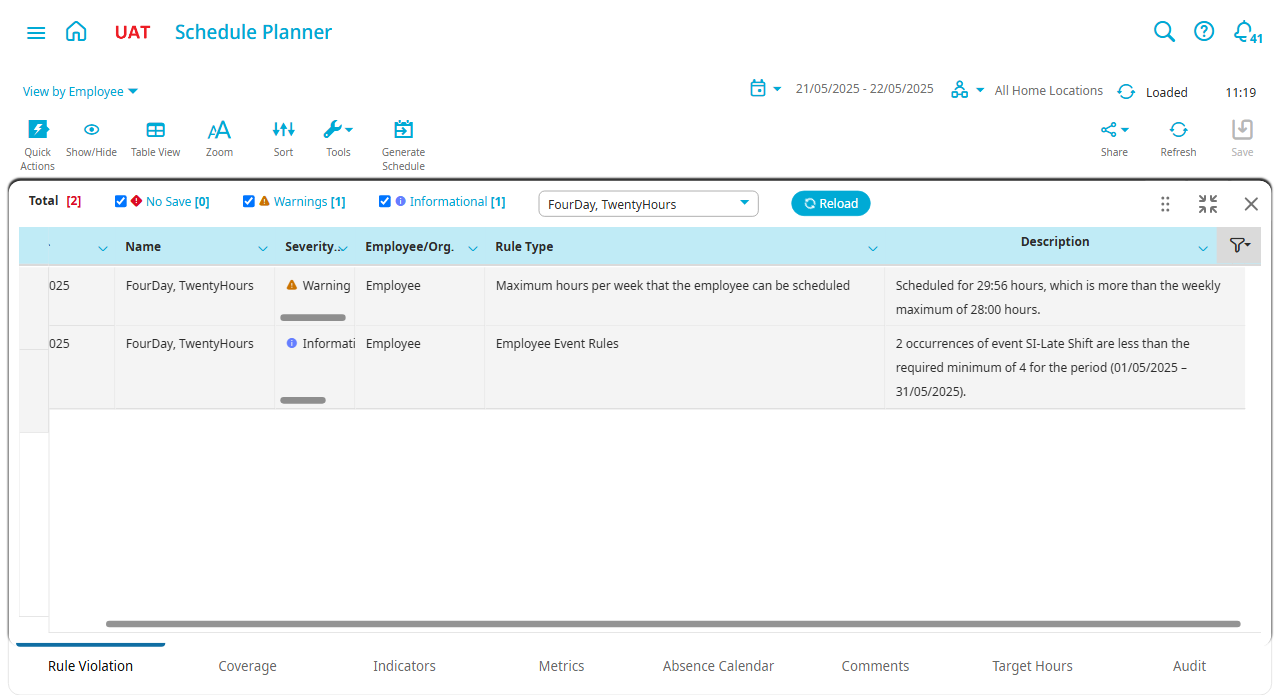 UAT Schedule Planner
41
View by Employee
21/05/2025 - 22/05/2025 All Home Locations Loaded 11:19
Quick Actions
Show/Hide
Table View
Zoom
Sort
Tools
Generate Schedule
Share
Refresh
Save
Total [2] No Save [0] Warnings [1] Informational [1] FourDay, TwentyHours Reload
Name Severity... Employee/Org. Rule Type Description
025 FourDay, TwentyHours Warning Employee Maximum hours per week that the employee can be scheduled Scheduled for 29:56 hours, which is more than the weekly
maximum of 28:00 hours.
025 FourDay, TwentyHours Informati Employee Employee Event Rules 2 occurrences of event SI-Late Shift are less than the
required minimum of 4 for the period (01/05/2025 –
31/05/2025).
Rule Violation Coverage Indicators Metrics Absence Calendar Comments Target Hours Audit